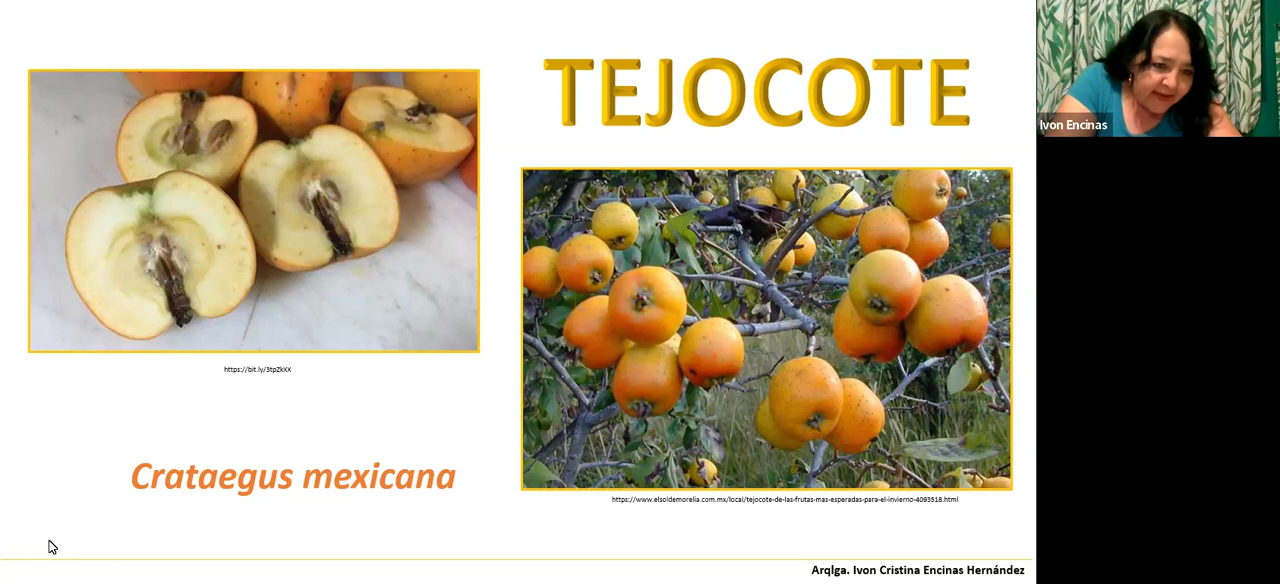 TEJOCOTE
Ivon Encinas
https://bit.ly/3tpZkXX
Crataegus mexicana
https://www.elsoldemorelia.com.mx/local/tejocote-de-las-frutas-mas-esperadas-para-el-invierno-4093518.html
Arqlga. Ivon Cristina Encinas Hernández